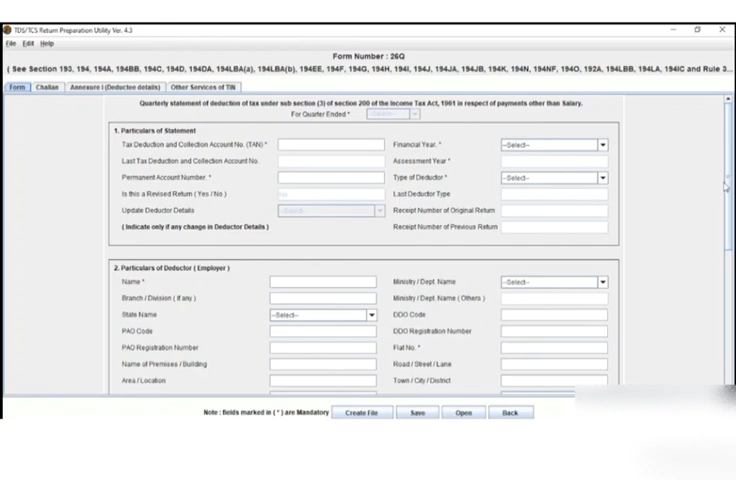 TDS/TCS Return Preparation Utility Ver. 4.3
File Edit Help
Form Number : 26Q
( See Section 193, 194, 194A, 194BB, 194C, 194D, 194DA, 194LBA(a), 194LBA(b), 194EE, 194F, 194G, 194H, 194I, 194J, 194JA, 194JB, 194K, 194N, 194NF, 194O, 192A, 194LBB, 194LA, 194IC and Rule 3...
Form Challan Annexure I (Deductee details) Other Services of TIN
Quarterly statement of deduction of tax under sub section (3) of section 200 of the Income Tax Act, 1961 in respect of payments other than Salary.
For Quarter Ended * --Select--
1. Particulars of Statement
Tax Deduction and Collection Account No. (TAN) * Financial Year. * --Select--
Last Tax Deduction and Collection Account No. Assessment Year *
Permanent Account Number. * Type of Deductor * --Select--
Is this a Revised Return ( Yes / No ) No Last Deductor Type
Update Deductor Details --Select-- Receipt Number of Original Return
( Indicate only if any change in Deductor Details ) Receipt Number of Previous Return
2. Particulars of Deductor ( Employer )
Name * Ministry / Dept. Name --Select--
Branch / Division ( If any ) Ministry / Dept. Name ( Others )
State Name --Select-- DDO Code
PAO Code DDO Registration Number
PAO Registration Number Flat No. *
Name of Premises / Building Road / Street / Lane
Area / Location Town / City / District
Note : fields marked in ( * ) are Mandatory Create File Save Open Back